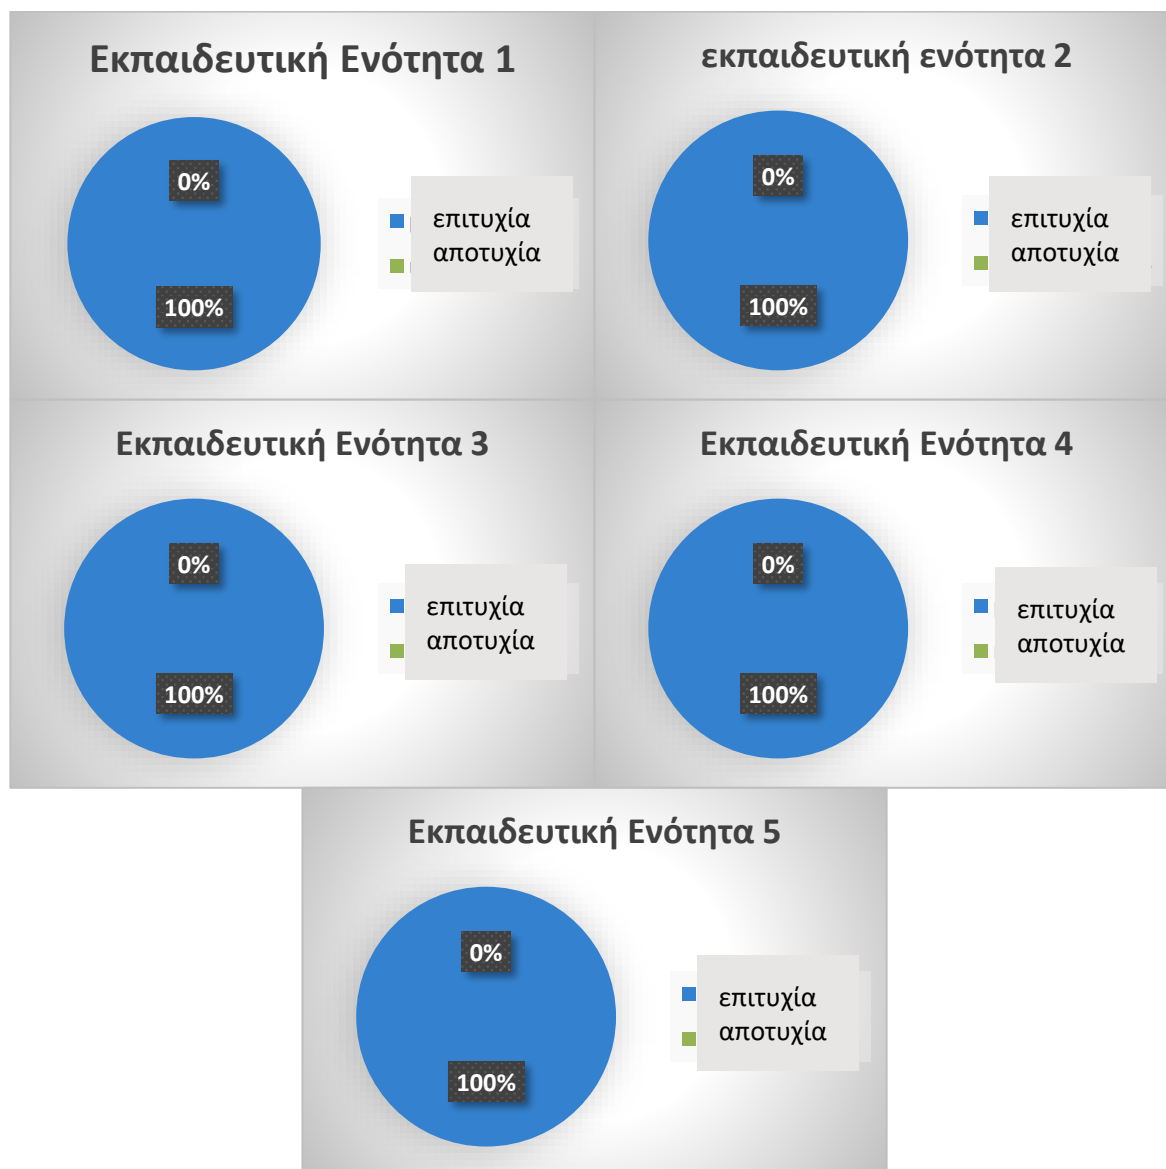 Εκπαιδευτική Ενότητα 1
0%
100%
επιτυχία
αποτυχία
εκπαιδευτική ενότητα 2
0%
100%
επιτυχία
αποτυχία
Εκπαιδευτική Ενότητα 3
0%
100%
επιτυχία
αποτυχία
Εκπαιδευτική Ενότητα 4
0%
100%
επιτυχία
αποτυχία
Εκπαιδευτική Ενότητα 5
0%
100%
επιτυχία
αποτυχία